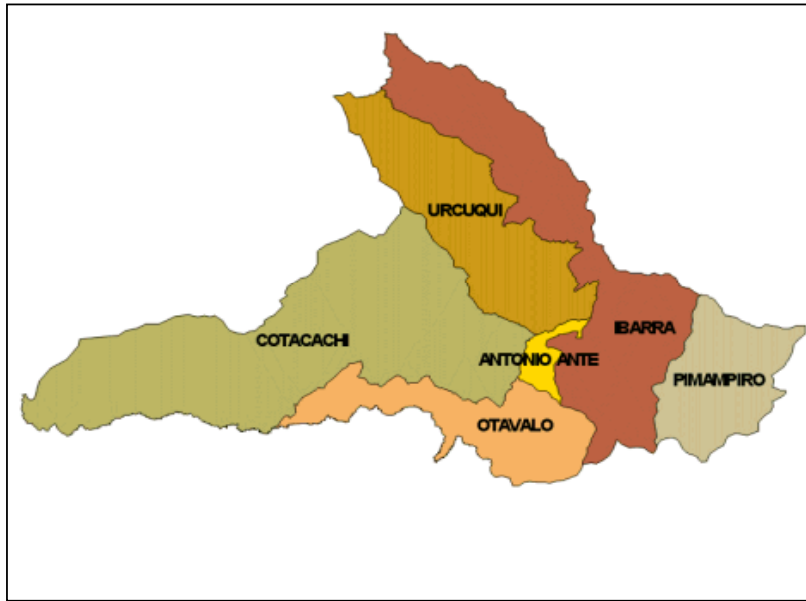 URCUQUI
IBARRA
COTACACHI
ANTONIO ANTE
PIMAMPIRO
OTAVALO